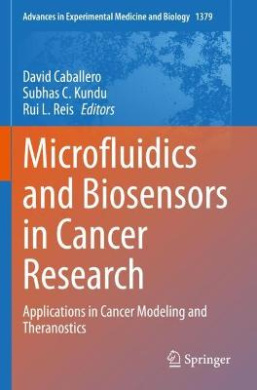 Advances in Experimental Medicine and Biology 1379
David Caballero
Subhas C. Kundu
Rui L. Reis Editors
Microfluidics
and Biosensors
in Cancer
Research
Applications in Cancer Modeling and
Theranostics
Springer